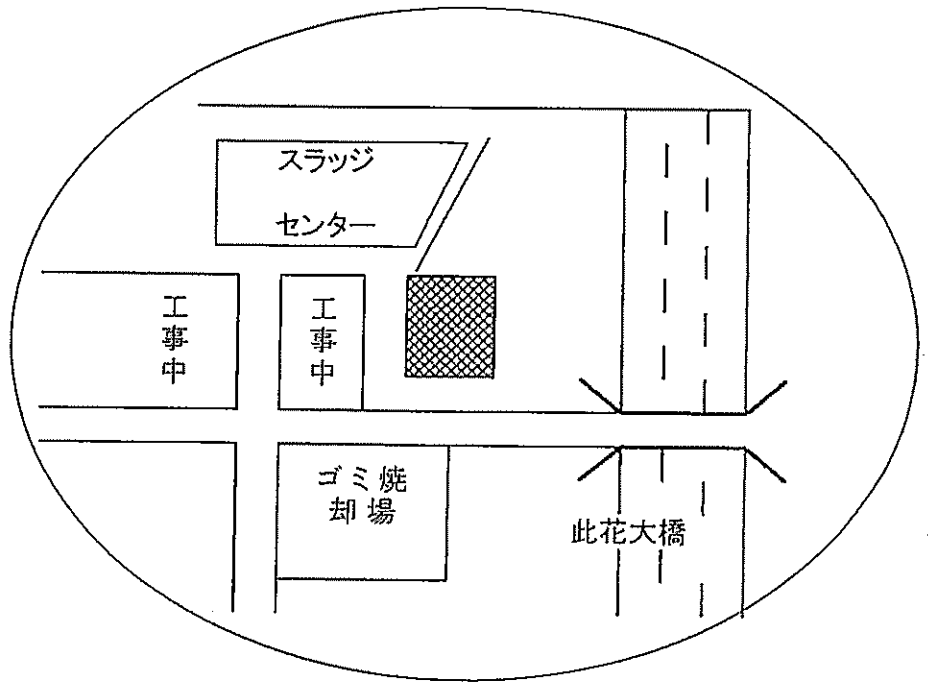 スラッジ
センター
工事中
工事中
ゴミ焼
却場
此花大橋